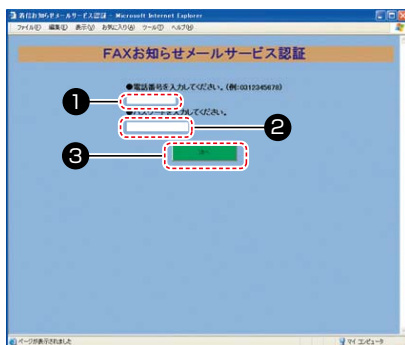 着信お知らせメールサービス認証 - Microsoft Internet Explorer
ファイル(F) 編集(E) 表示(V) お気に入り(A) ツール(T) ヘルプ(H)
FAXお知らせメールサービス認証
●電話番号を入力してください。(例:0312345678)
1
●パスワードを入力してください。
2
3
ページが表示されました
マイ コンピュータ